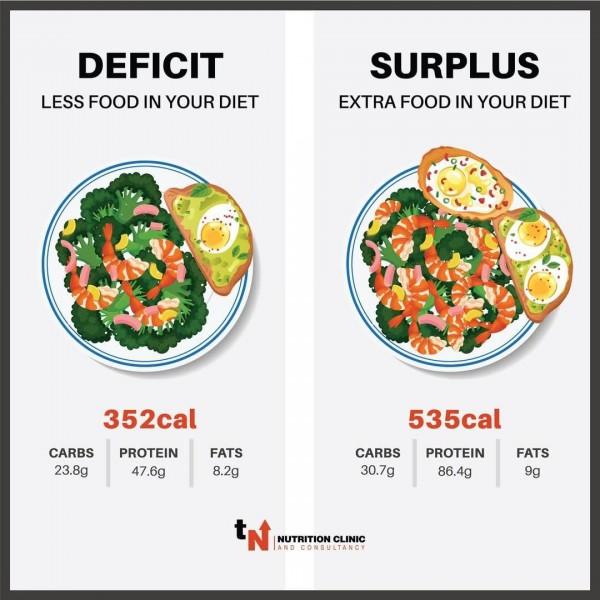 DEFICIT
LESS FOOD IN YOUR DIET
352cal
CARBS PROTEIN FATS
23.8g 47.6g 8.2g
SURPLUS
EXTRA FOOD IN YOUR DIET
535cal
CARBS PROTEIN FATS
30.7g 86.4g 9g
tN NUTRITION CLINIC
AND CONSULTANCY